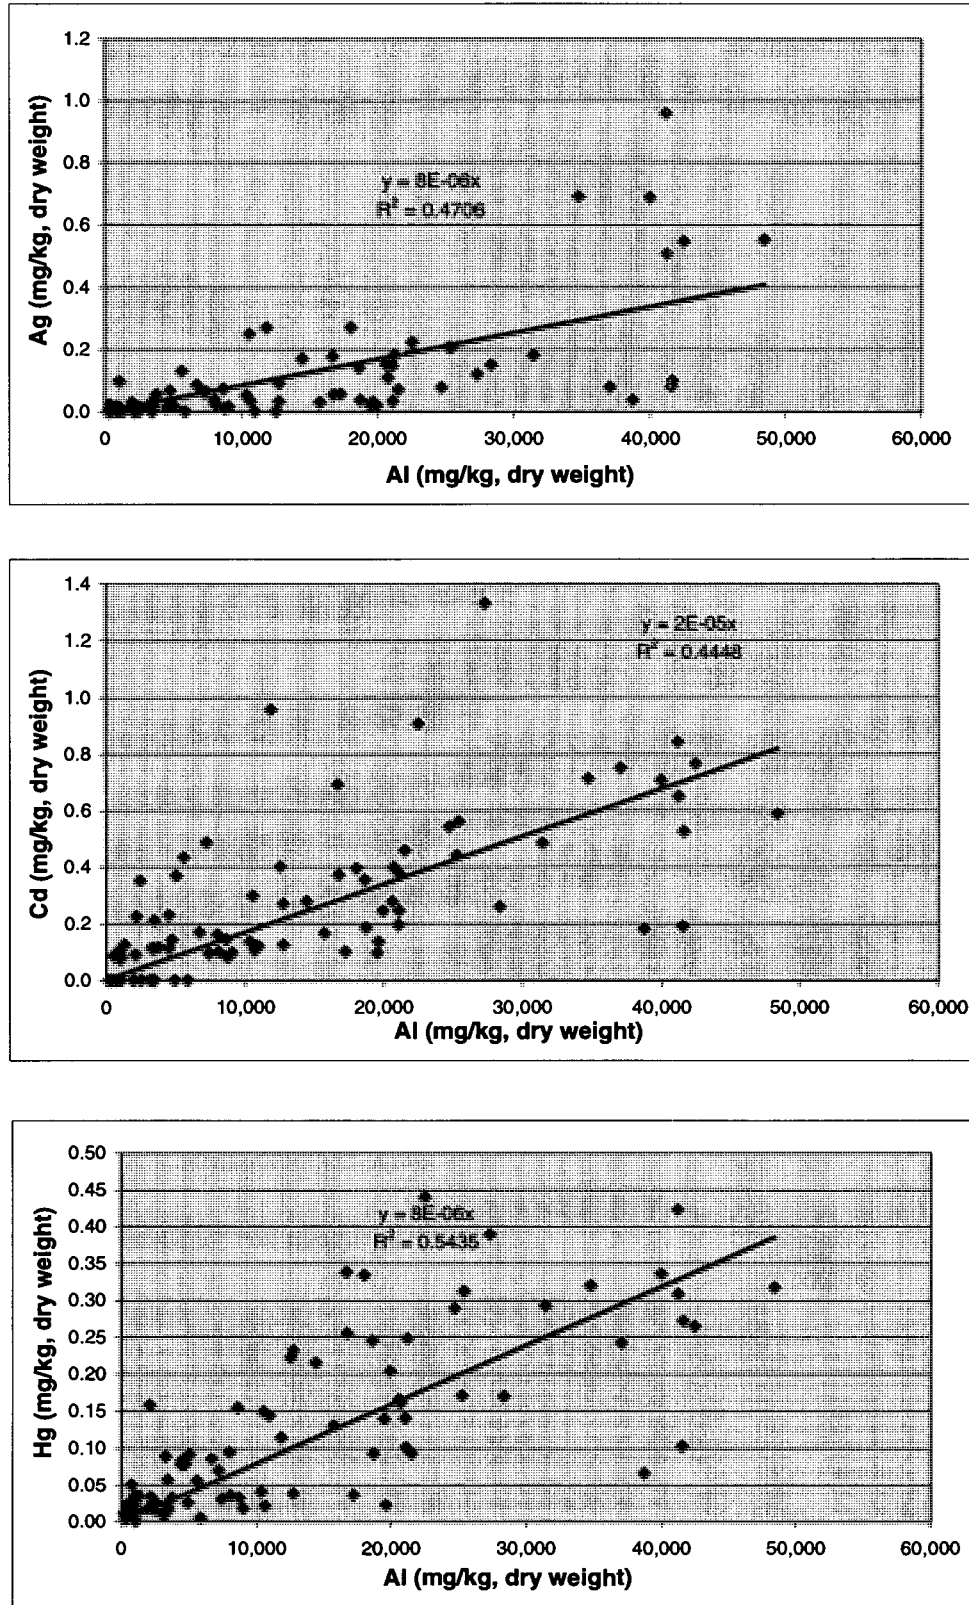 1.2
1.0
0.8
0.6
0.4
0.2
0.0
Ag (mg/kg, dry weight)
y = 8E-06x
R² = 0.4706
0 10,000 20,000 30,000 40,000 50,000 60,000
Al (mg/kg, dry weight)
1.4
1.2
1.0
0.8
0.6
0.4
0.2
0.0
Cd (mg/kg, dry weight)
y = 2E-05x
R² = 0.4448
0 10,000 20,000 30,000 40,000 50,000 60,000
Al (mg/kg, dry weight)
0.50
0.45
0.40
0.35
0.30
0.25
0.20
0.15
0.10
0.05
0.00
Hg (mg/kg, dry weight)
y = 8E-06x
R² = 0.5435
0 10,000 20,000 30,000 40,000 50,000 60,000
Al (mg/kg, dry weight)